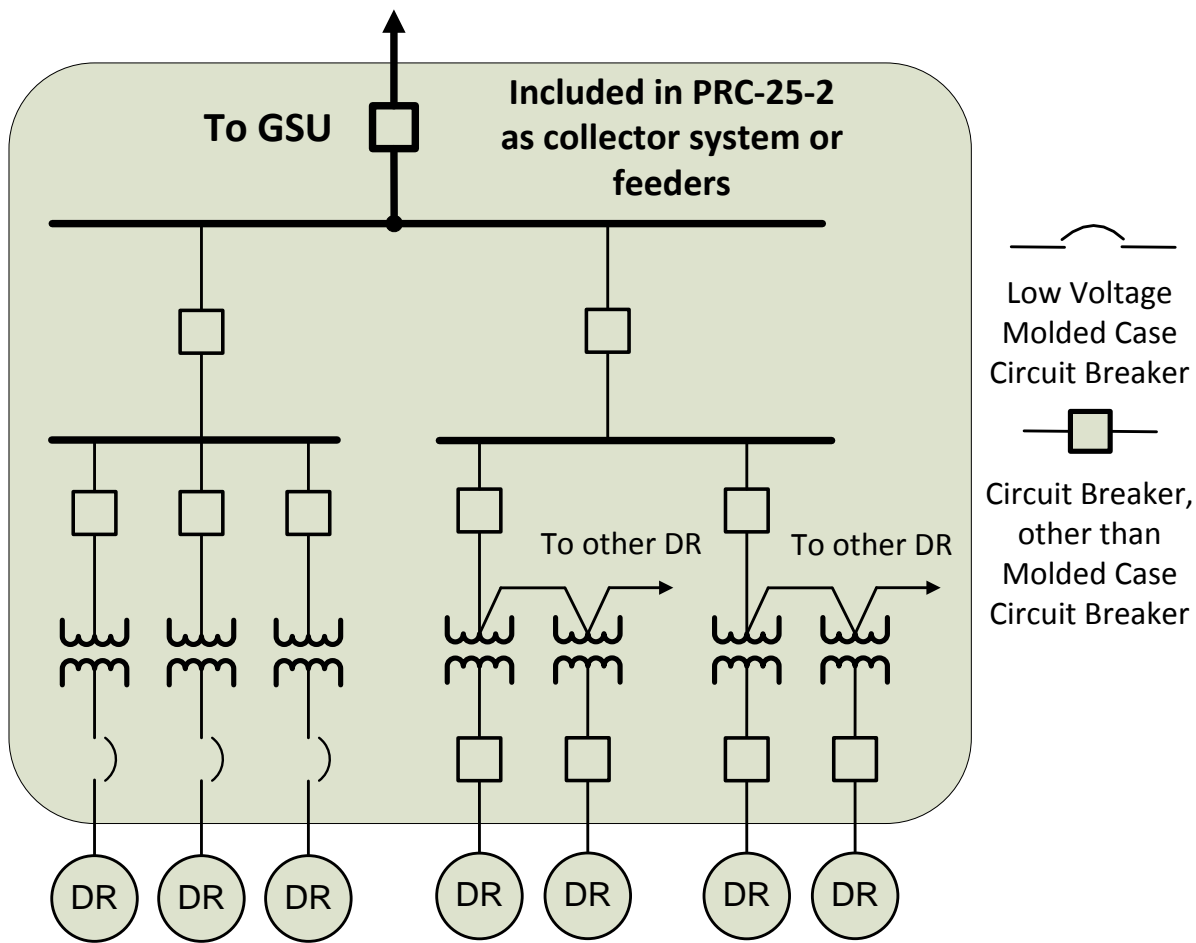 To GSU
Included in PRC-25-2
as collector system or
feeders
Low Voltage
Molded Case
Circuit Breaker
Circuit Breaker,
other than
Molded Case
Circuit Breaker
To other DR
To other DR
DR
DR
DR
DR
DR
DR
DR